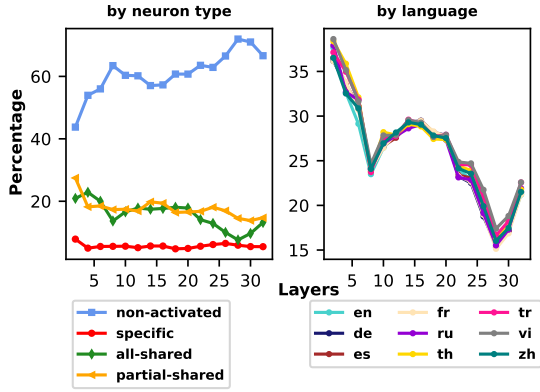 by neuron type
by language
Percentage
60
40
20
35
30
25
20
15
5 10 15 20 25 30
5 10 15 20 25 30
Layers
non-activated
specific
all-shared
partial-shared
en fr tr
de ru vi
es th zh